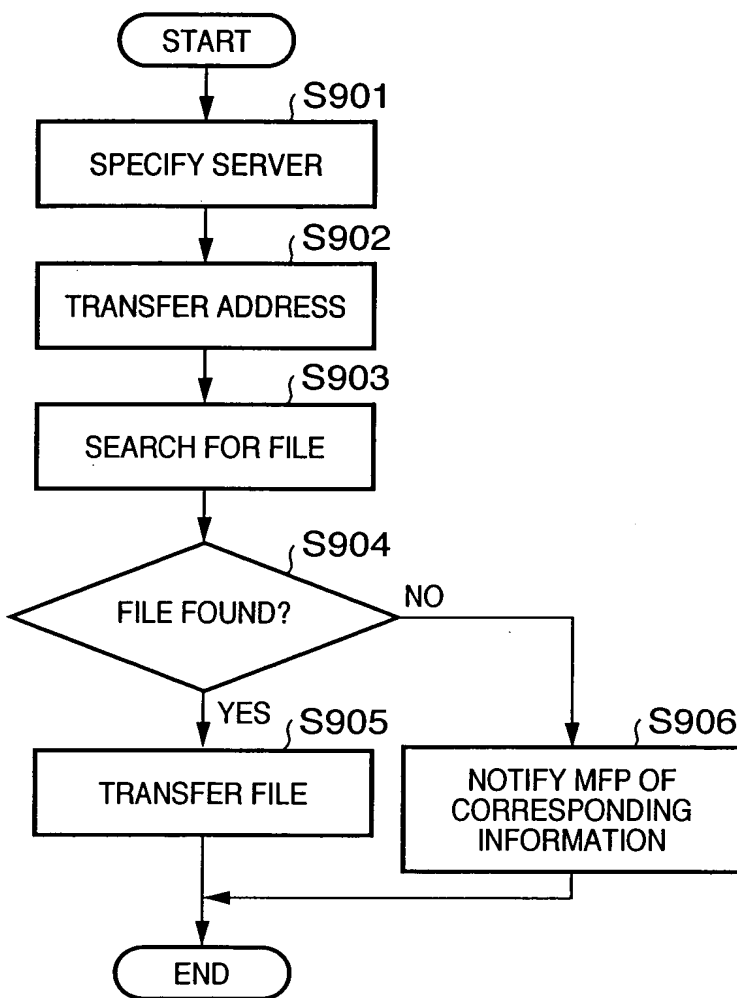 START
S901
SPECIFY SERVER
S902
TRANSFER ADDRESS
S903
SEARCH FOR FILE
S904
FILE FOUND?
NO
YES
S905
TRANSFER FILE
S906
NOTIFY MFP OF
CORRESPONDING
INFORMATION
END